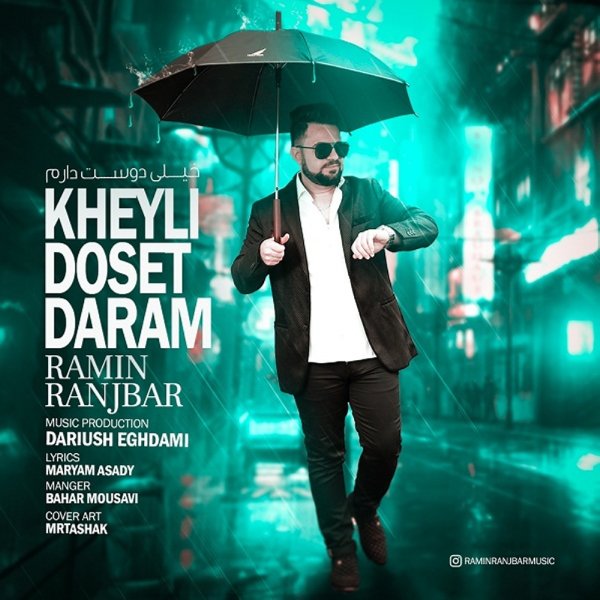 خیلی دوست دارم
KHEYLI
DOSET
DARAM
RAMIN
RANJBAR
MUSIC PRODUCTION
DARIUSH EGHDAMI
LYRICS
MARYAM ASADY
MANGER
BAHAR MOUSAVI
COVER ART
MRTASHAK
RAMINRANJBARMUSIC